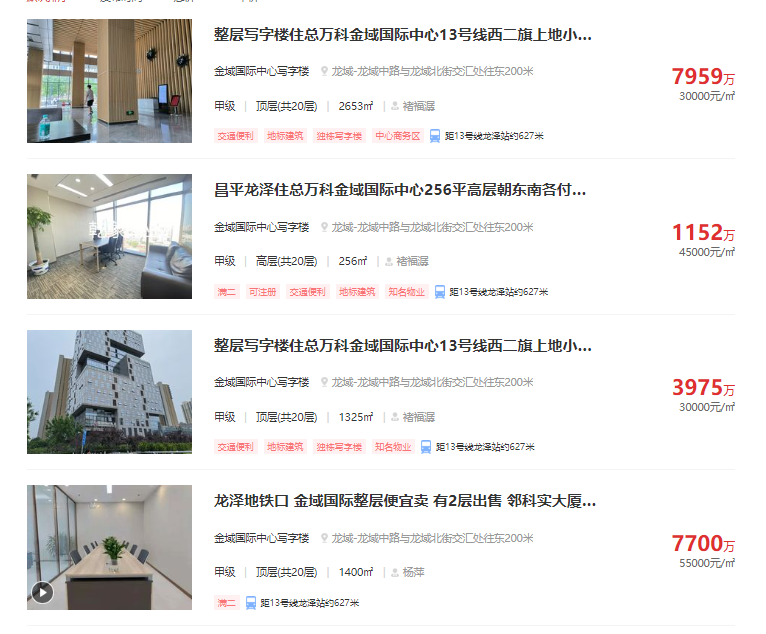 整层写字楼住总万科金域国际中心13号线西二旗上地小...
金域国际中心写字楼 龙域-龙域中路与龙域北街交汇处往东200米
7959万
30000元/㎡
甲级 | 顶层(共20层) | 2653㎡ | 褚福潺
交通便利 地标建筑 独栋写字楼 中心商务区 距13号线龙泽站约627米
昌平龙泽住总万科金域国际中心256平高层朝东南各付...
金域国际中心写字楼 龙域-龙域中路与龙域北街交汇处往东200米
1152万
45000元/㎡
甲级 | 高层(共20层) | 256㎡ | 褚福潺
满二 可注册 交通便利 地标建筑 知名物业 距13号线龙泽站约627米
整层写字楼住总万科金域国际中心13号线西二旗上地小...
金域国际中心写字楼 龙域-龙域中路与龙域北街交汇处往东200米
3975万
30000元/㎡
甲级 | 顶层(共20层) | 1325㎡ | 褚福潺
交通便利 地标建筑 独栋写字楼 知名物业 距13号线龙泽站约627米
龙泽地铁口 金域国际整层便宜卖 有2层出售 邻科实大厦...
金域国际中心写字楼 龙域-龙域中路与龙域北街交汇处往东200米
7700万
55000元/㎡
甲级 | 顶层(共20层) | 1400㎡ | 杨萍
满二 距13号线龙泽站约627米